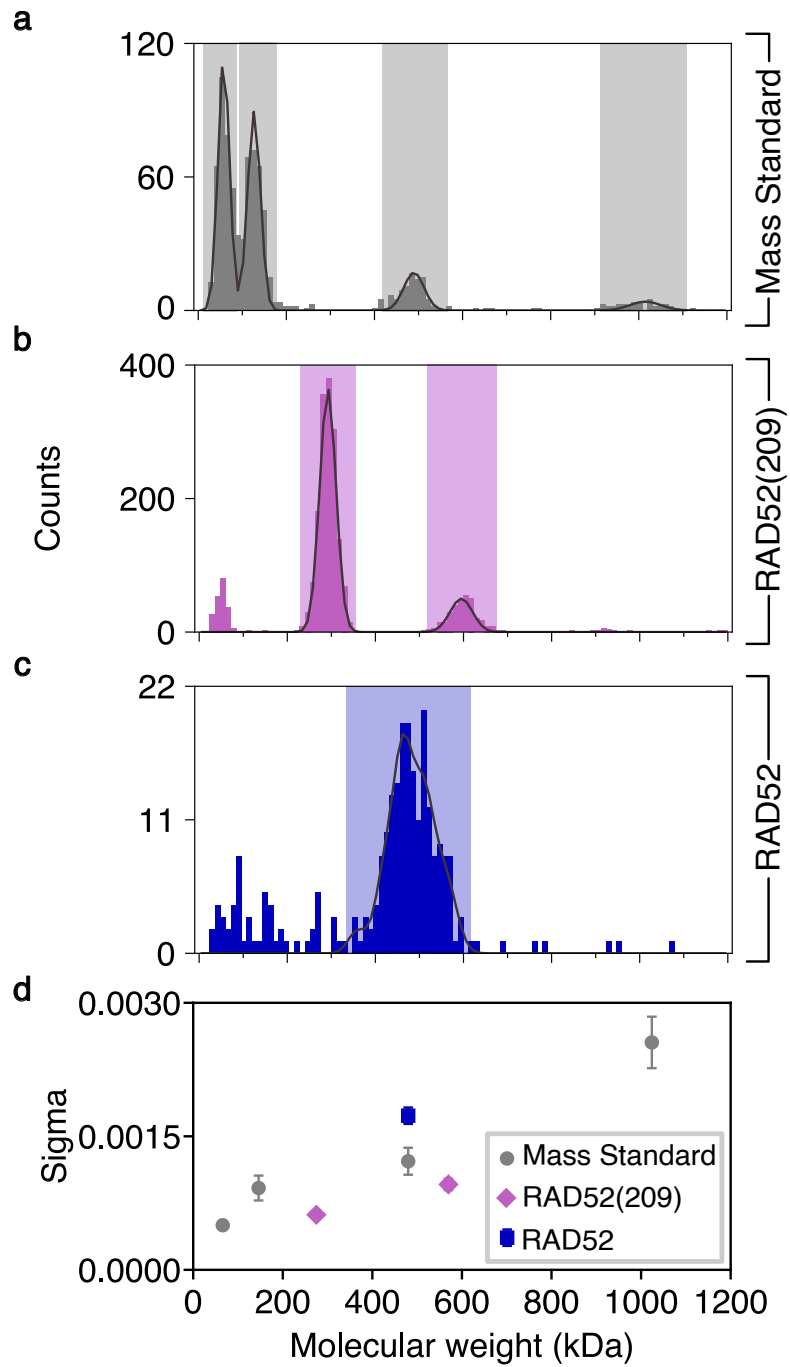 a
120
60
0
Mass Standard
b
400
200
0
Counts
RAD52(209)
c
22
11
0
RAD52
d
0.0030
0.0015
0.0000
Sigma
Mass Standard
RAD52(209)
RAD52
0 200 400 600 800 1000 1200
Molecular weight (kDa)